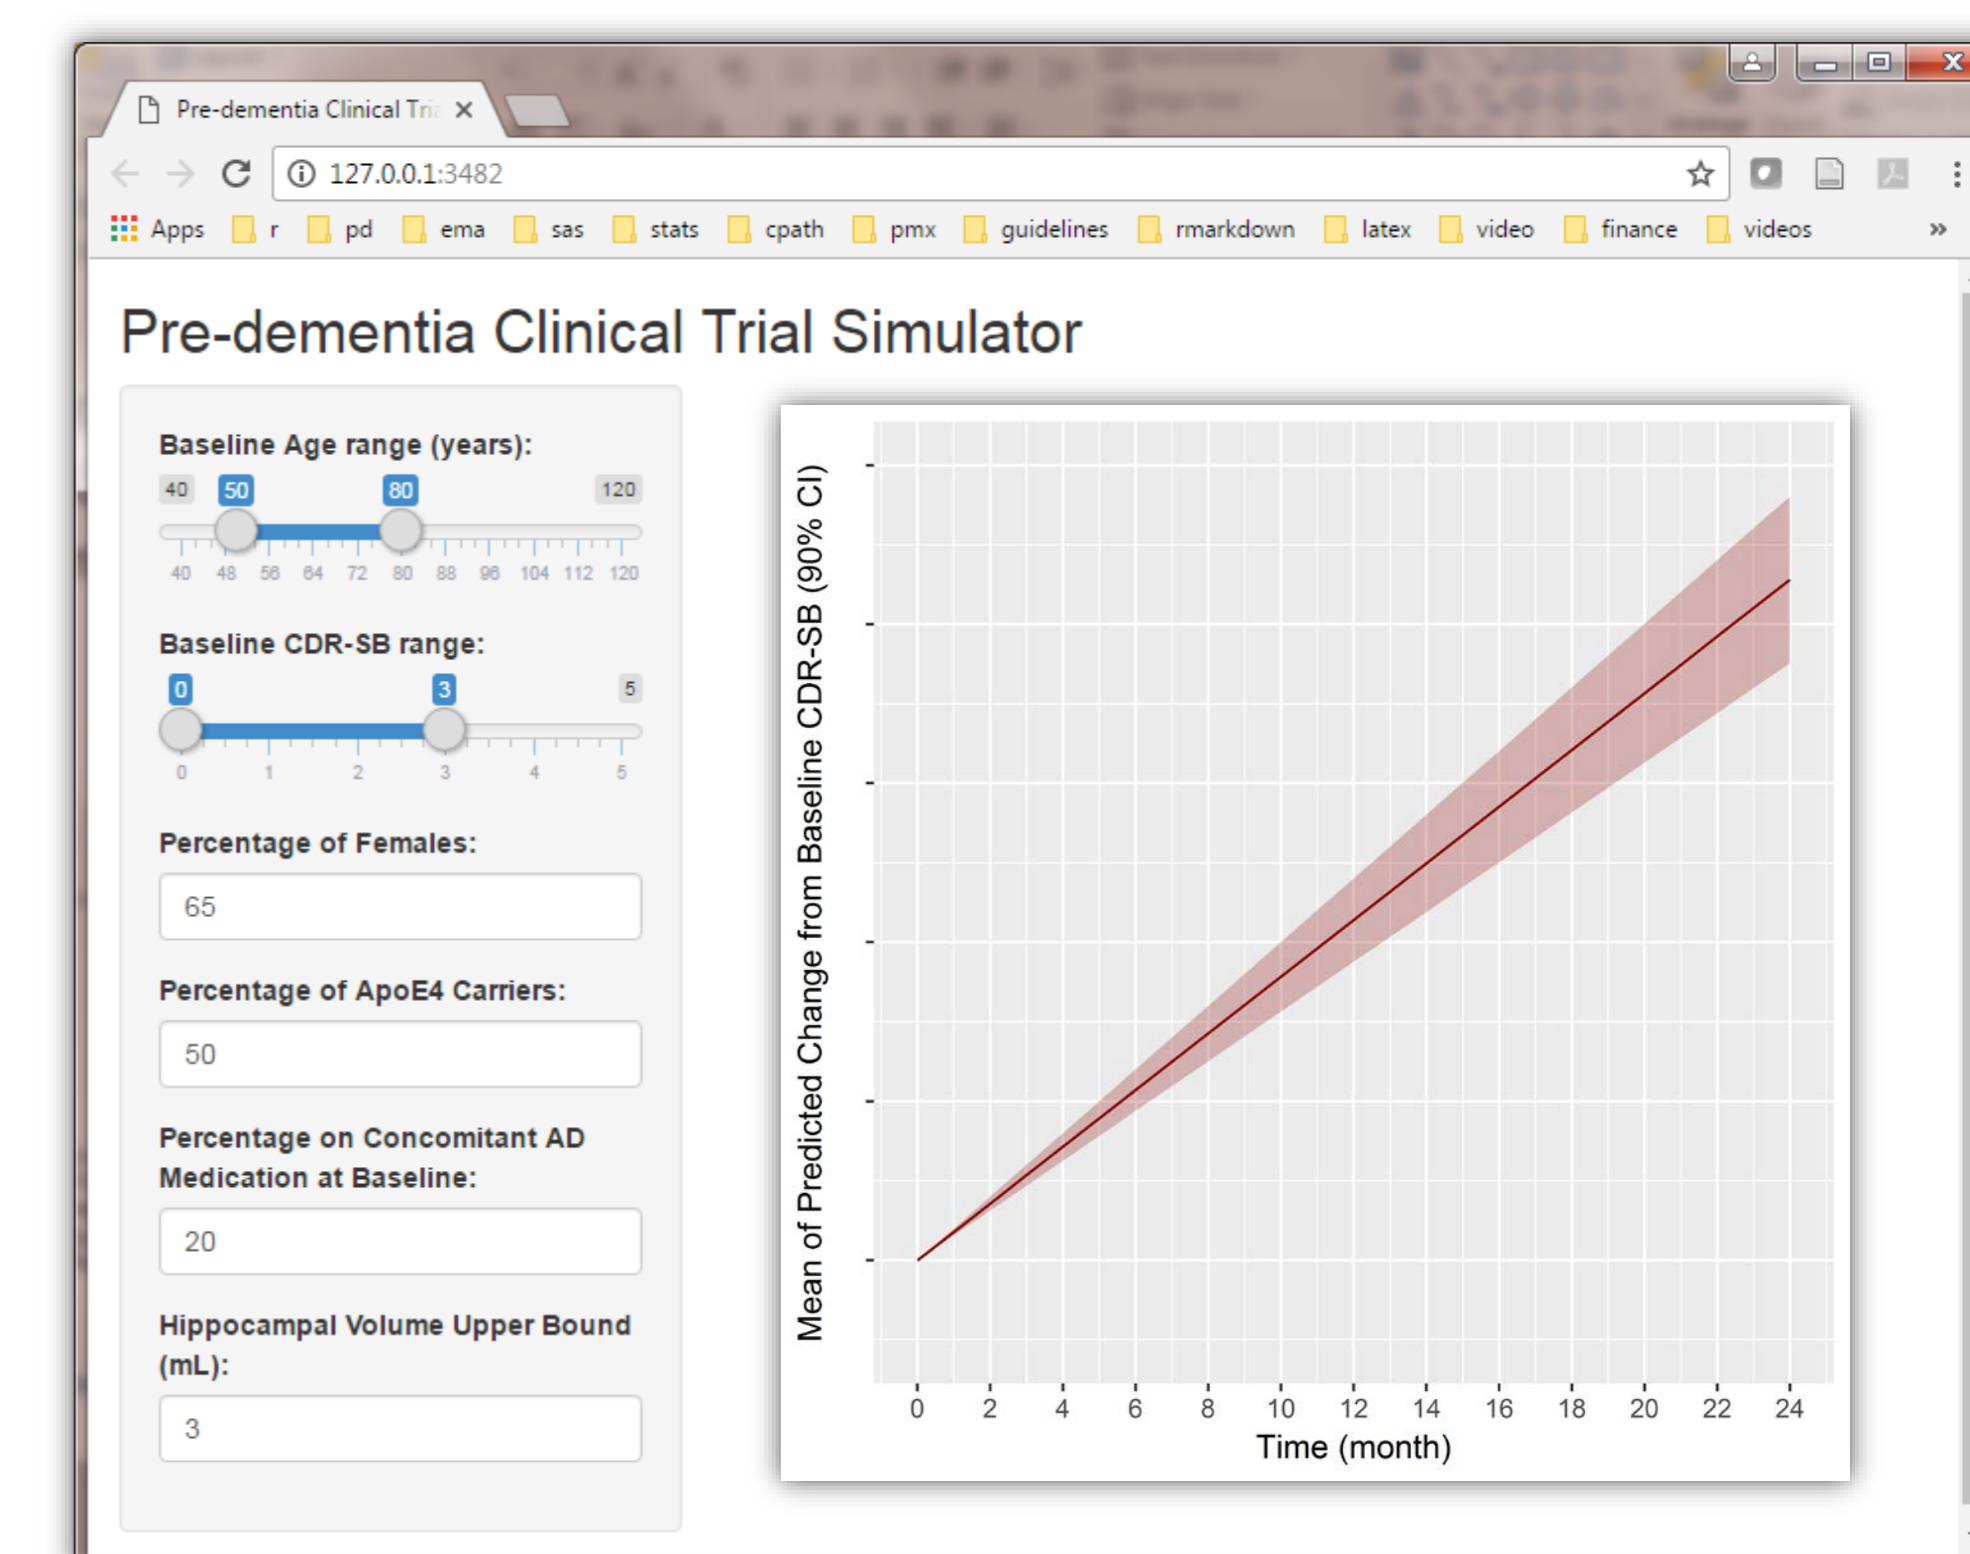 Pre-dementia Clinical Tri
127.0.0.1:3482
Apps r pd ema sas stats cpath pmx guidelines rmarkdown latex video finance videos »
Pre-dementia Clinical Trial Simulator
Baseline Age range (years):
40 50 80 120
40 48 56 64 72 80 88 96 104 112 120
Baseline CDR-SB range:
0 3 5
0 1 2 3 4 5
Percentage of Females:
65
Percentage of ApoE4 Carriers:
50
Percentage on Concomitant AD
Medication at Baseline:
20
Hippocampal Volume Upper Bound
(mL):
3
Mean of Predicted Change from Baseline CDR-SB (90% CI)
0 2 4 6 8 10 12 14 16 18 20 22 24
Time (month)